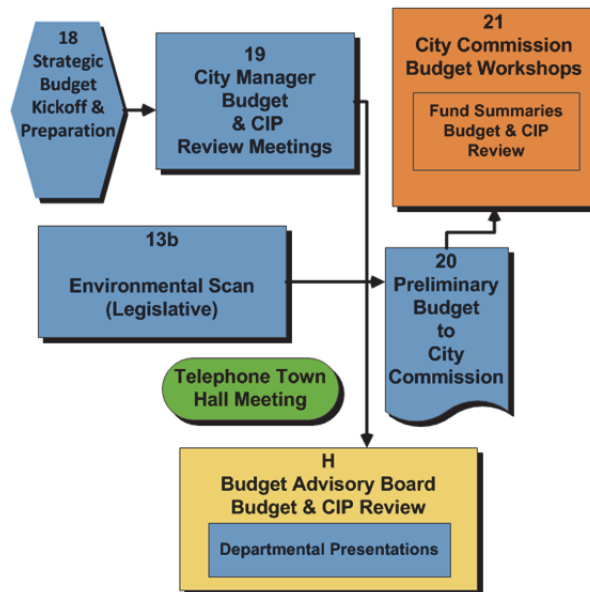 18
Strategic
Budget
Kickoff &
Preparation
19
City Manager
Budget
& CIP
Review Meetings
21
City Commission
Budget Workshops
Fund Summaries
Budget & CIP
Review
13b
Environmental Scan
(Legislative)
20
Preliminary
Budget
to
City
Commission
Telephone Town
Hall Meeting
H
Budget Advisory Board
Budget & CIP Review
Departmental Presentations